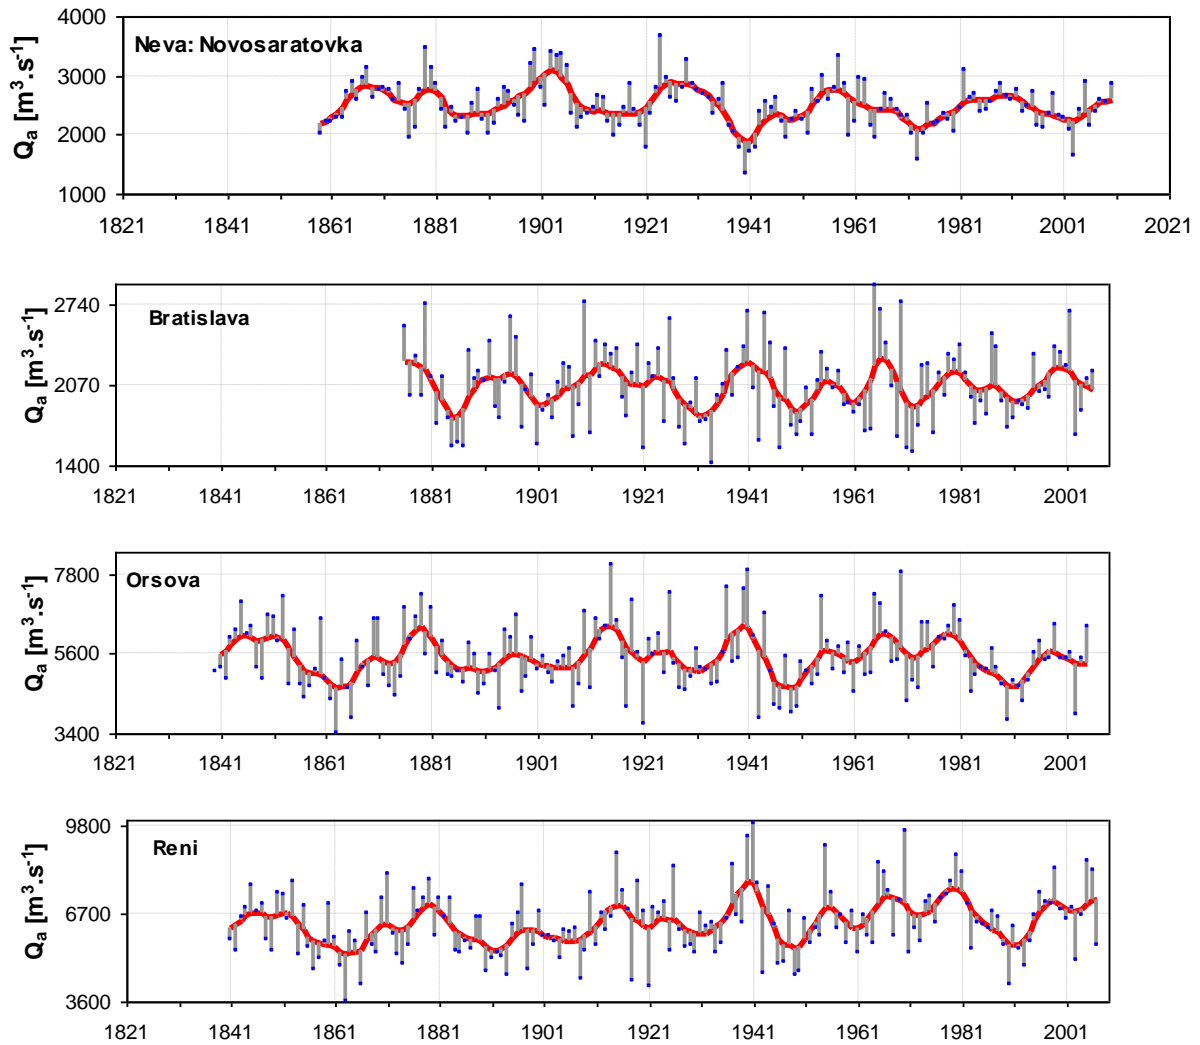 4000
Neva: Novosaratovka
3000
2000
1000
Qa [m3.s-1]
1821 1841 1861 1881 1901 1921 1941 1961 1981 2001 2021
2740
Bratislava
2070
1400
Qa [m3.s-1]
1821 1841 1861 1881 1901 1921 1941 1961 1981 2001
7800
Orsova
5600
3400
Qa [m3.s-1]
1821 1841 1861 1881 1901 1921 1941 1961 1981 2001
9800
Reni
6700
3600
Qa [m3.s-1]
1821 1841 1861 1881 1901 1921 1941 1961 1981 2001